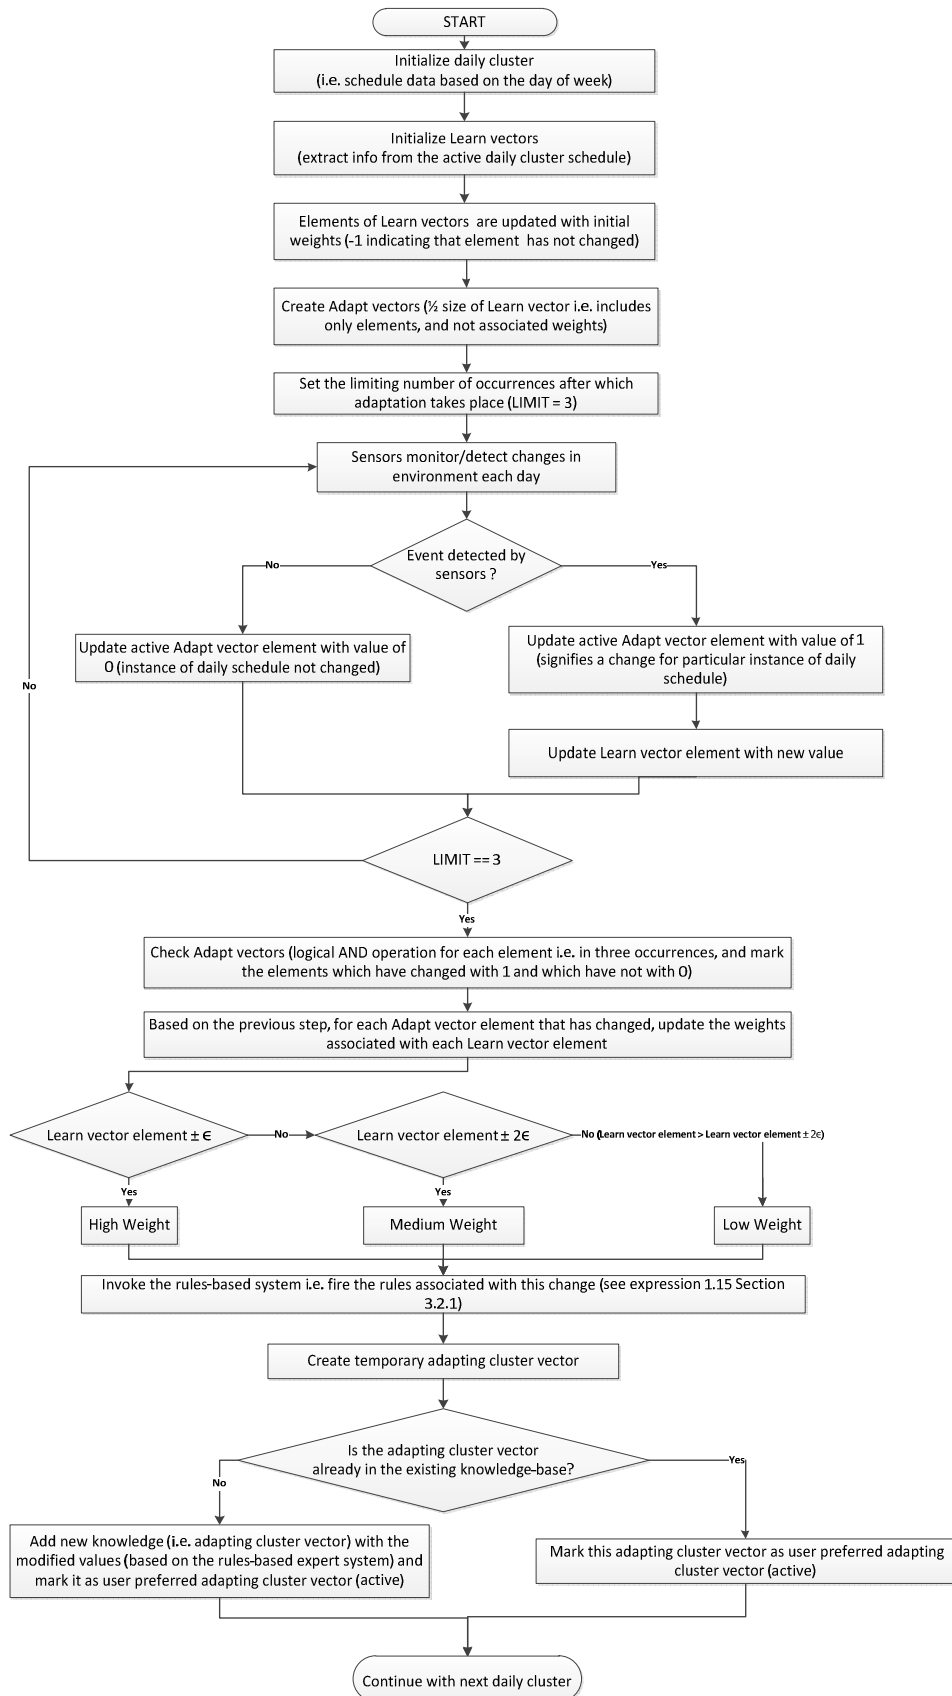 START
Initialize daily cluster
(i.e. schedule data based on the day of week)
Initialize Learn vectors
(extract info from the active daily cluster schedule)
Elements of Learn vectors are updated with initial
weights (-1 indicating that element has not changed)
Create Adapt vectors (½ size of Learn vector i.e. includes
only elements, and not associated weights)
Set the limiting number of occurrences after which
adaptation takes place (LIMIT = 3)
Sensors monitor/detect changes in
environment each day
Event detected by
sensors ?
No
Yes
Update active Adapt vector element with value of
0 (instance of daily schedule not changed)
Update active Adapt vector element with value of 1
(signifies a change for particular instance of daily
schedule)
No
Update Learn vector element with new value
LIMIT == 3
Yes
Check Adapt vectors (logical AND operation for each element i.e. in three occurrences, and mark
the elements which have changed with 1 and which have not with 0)
Based on the previous step, for each Adapt vector element that has changed, update the weights
associated with each Learn vector element
Learn vector element ± ϵ
No
Learn vector element ± 2ϵ
No (Learn vector element > Learn vector element ± 2ϵ)
Yes
Yes
High Weight
Medium Weight
Low Weight
Invoke the rules-based system i.e. fire the rules associated with this change (see expression 1.15 Section
3.2.1)
Create temporary adapting cluster vector
Is the adapting cluster vector
already in the existing knowledge-base?
No
Yes
Add new knowledge (i.e. adapting cluster vector) with the
modified values (based on the rules-based expert system) and
mark it as user preferred adapting cluster vector (active)
Mark this adapting cluster vector as user preferred adapting
cluster vector (active)
Continue with next daily cluster